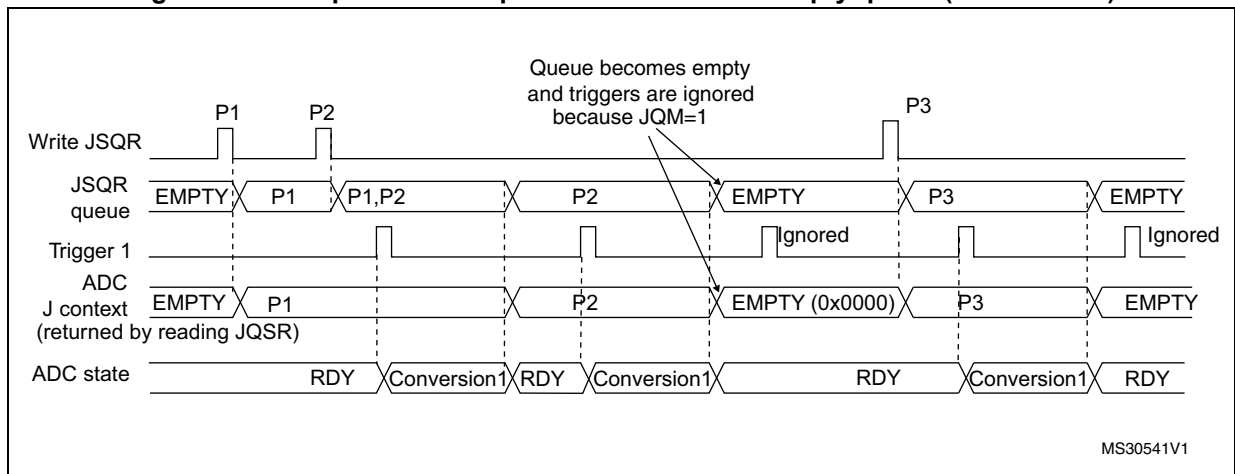 Queue becomes empty
and triggers are ignored
because JQM=1
P1 P2 P3
Write JSQR
JSQR
queue
EMPTY P1 P1,P2 P2 EMPTY P3 EMPTY
Trigger 1
Ignored Ignored
ADC
J context
(returned by reading JQSR)
EMPTY P1 P2 EMPTY (0x0000) P3 EMPTY
ADC state
RDY Conversion1 RDY Conversion1 RDY Conversion1 RDY
MS30541V1